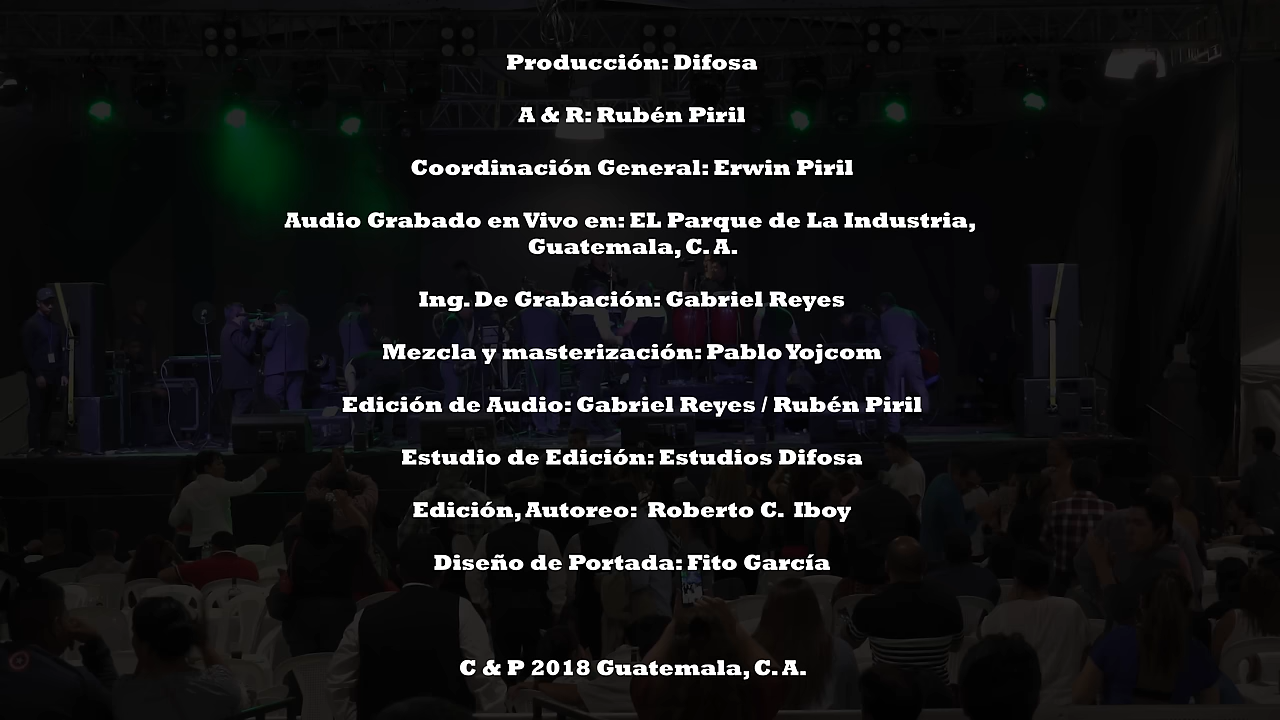 Producción: Difosa
A & R: Rubén Piril
Coordinación General: Erwin Piril
Audio Grabado en Vivo en: EL Parque de La Industria,
Guatemala, C. A.
Ing. De Grabación: Gabriel Reyes
Mezcla y masterización: Pablo Yojcom
Edición de Audio: Gabriel Reyes / Rubén Piril
Estudio de Edición: Estudios Difosa
Edición, Autoreo: Roberto C. Iboy
Diseño de Portada: Fito García
C & P 2018 Guatemala, C. A.